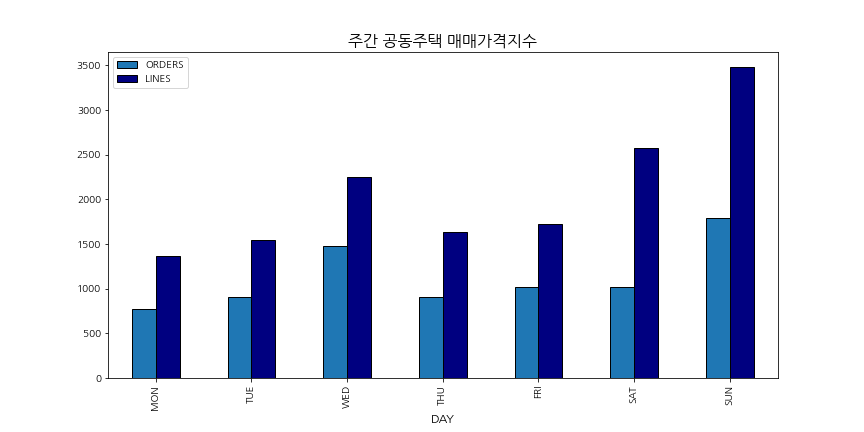 주간 공동주택 매매가격지수
ORDERS
LINES
3500
3000
2500
2000
1500
1000
500
0
MON
TUE
WED
THU
FRI
SAT
SUN
DAY